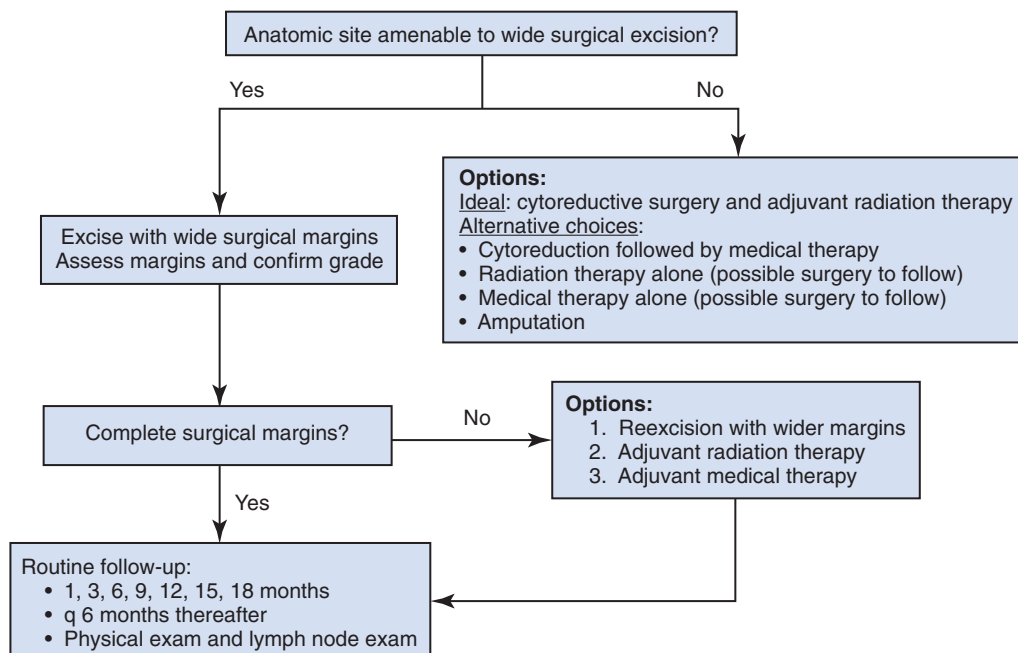 Anatomic site amenable to wide surgical excision?
Yes
No
Options:
Ideal: cytoreductive surgery and adjuvant radiation therapy
Alternative choices:
• Cytoreduction followed by medical therapy
• Radiation therapy alone (possible surgery to follow)
• Medical therapy alone (possible surgery to follow)
• Amputation
Excise with wide surgical margins
Assess margins and confirm grade
Complete surgical margins?
No
Options:
1. Reexcision with wider margins
2. Adjuvant radiation therapy
3. Adjuvant medical therapy
Yes
Routine follow-up:
• 1, 3, 6, 9, 12, 15, 18 months
• q 6 months thereafter
• Physical exam and lymph node exam